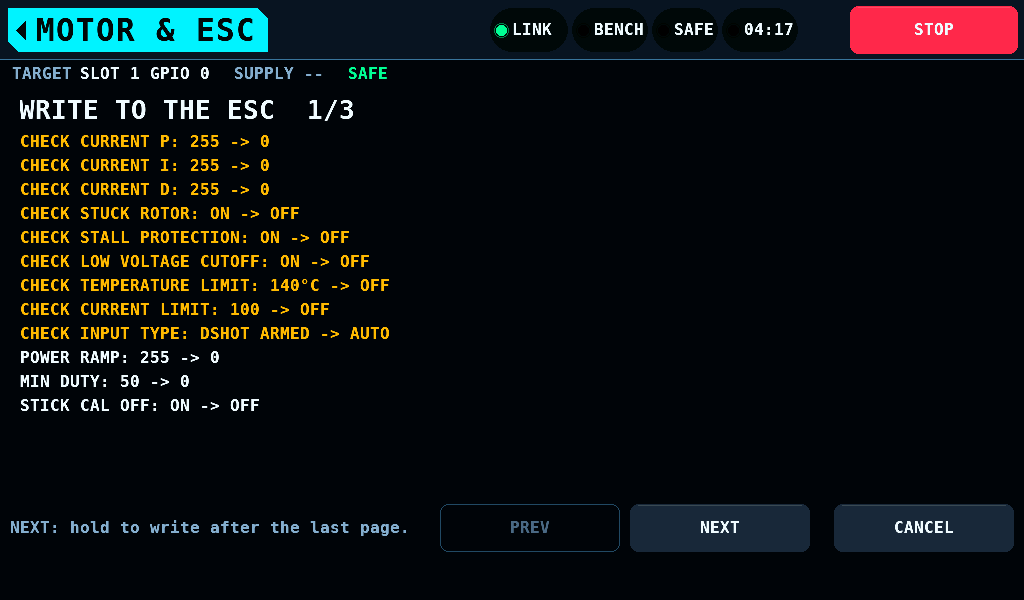 MOTOR & ESC
LINK
BENCH
SAFE
04:17
STOP
TARGET SLOT 1 GPIO 0 SUPPLY -- SAFE
WRITE TO THE ESC 1/3
CHECK CURRENT P: 255 -> 0
CHECK CURRENT I: 255 -> 0
CHECK CURRENT D: 255 -> 0
CHECK STUCK ROTOR: ON -> OFF
CHECK STALL PROTECTION: ON -> OFF
CHECK LOW VOLTAGE CUTOFF: ON -> OFF
CHECK TEMPERATURE LIMIT: 140°C -> OFF
CHECK CURRENT LIMIT: 100 -> OFF
CHECK INPUT TYPE: DSHOT ARMED -> AUTO
POWER RAMP: 255 -> 0
MIN DUTY: 50 -> 0
STICK CAL OFF: ON -> OFF
NEXT: hold to write after the last page.
PREV
NEXT
CANCEL